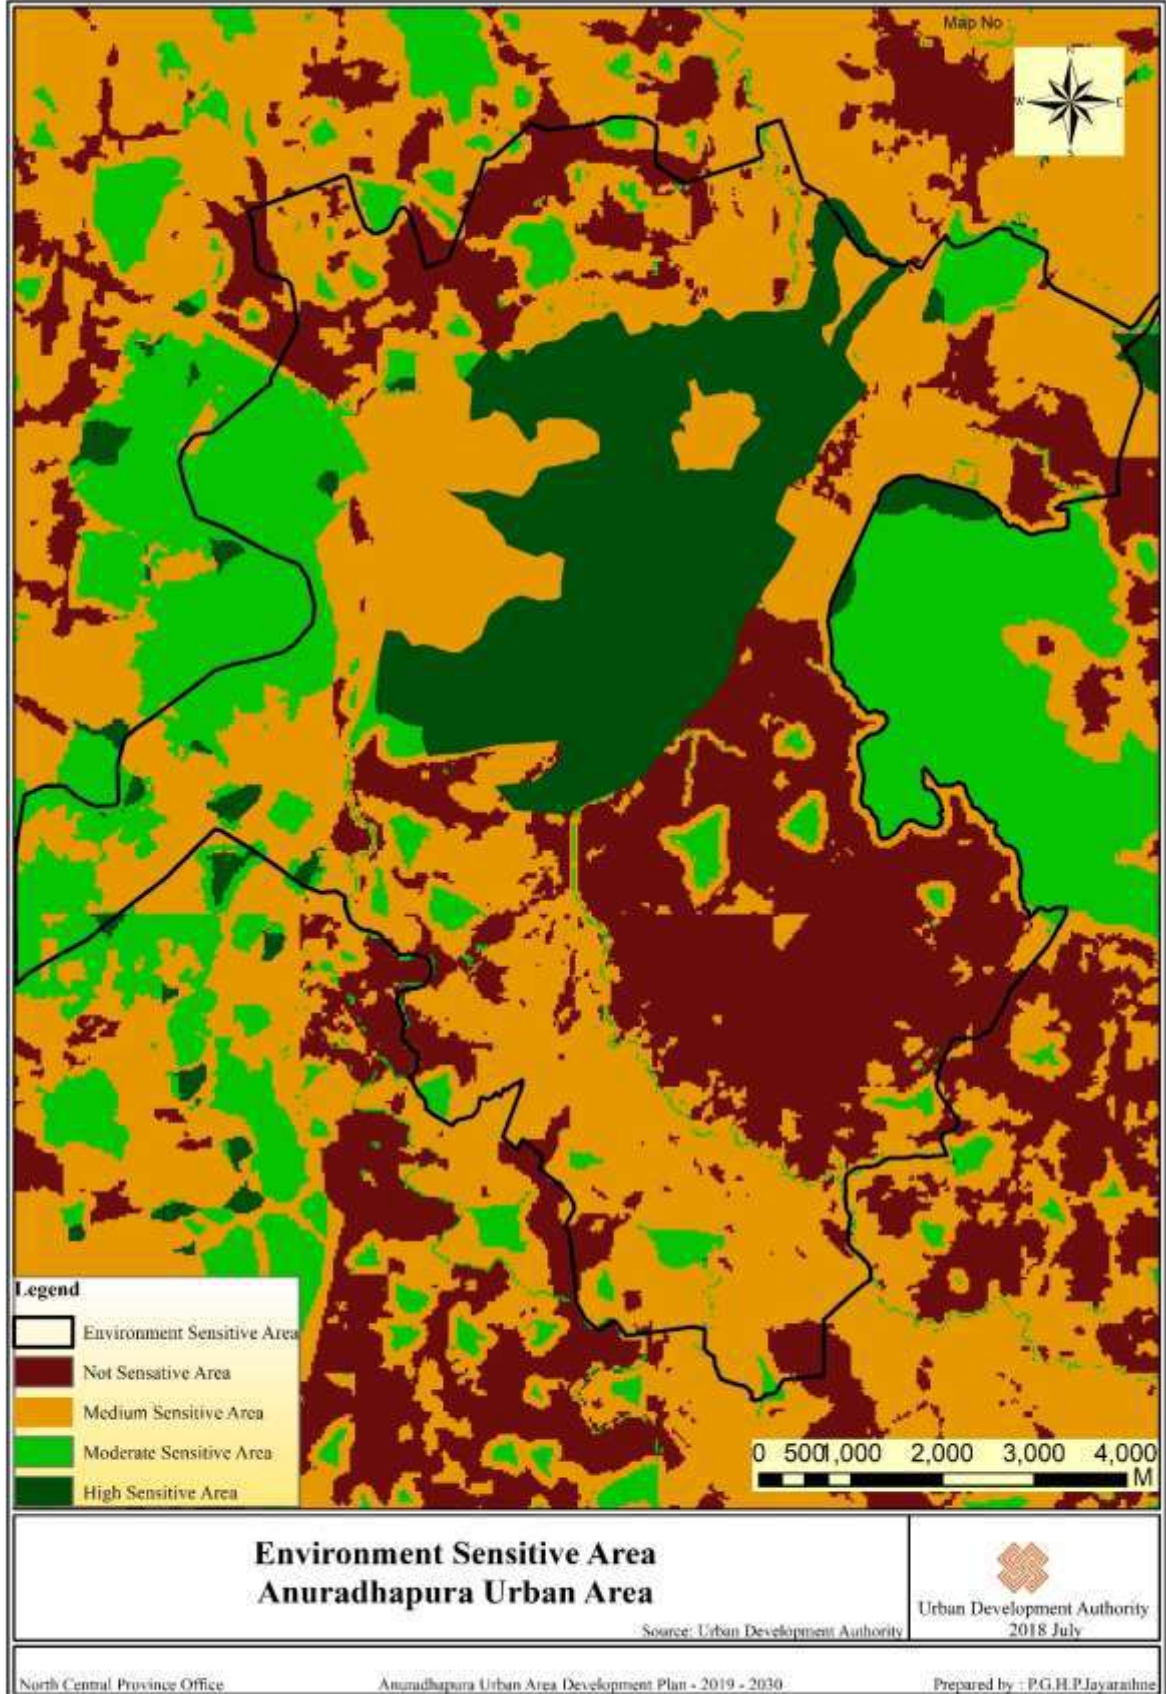 Map No :
N
W
E
S
Legend
Environment Sensitive Area
Not Sensative Area
Medium Sensitive Area
Moderate Sensitive Area
High Sensitive Area
0 500 1,000 2,000 3,000 4,000
M
Environment Sensitive Area
Anuradhapura Urban Area
Source: Urban Development Authority
Urban Development Authority
2018 July
North Central Province Office
Anuradhapura Urban Area Development Plan - 2019 - 2030
Prepared by : P.G.H.P.Jayarathne